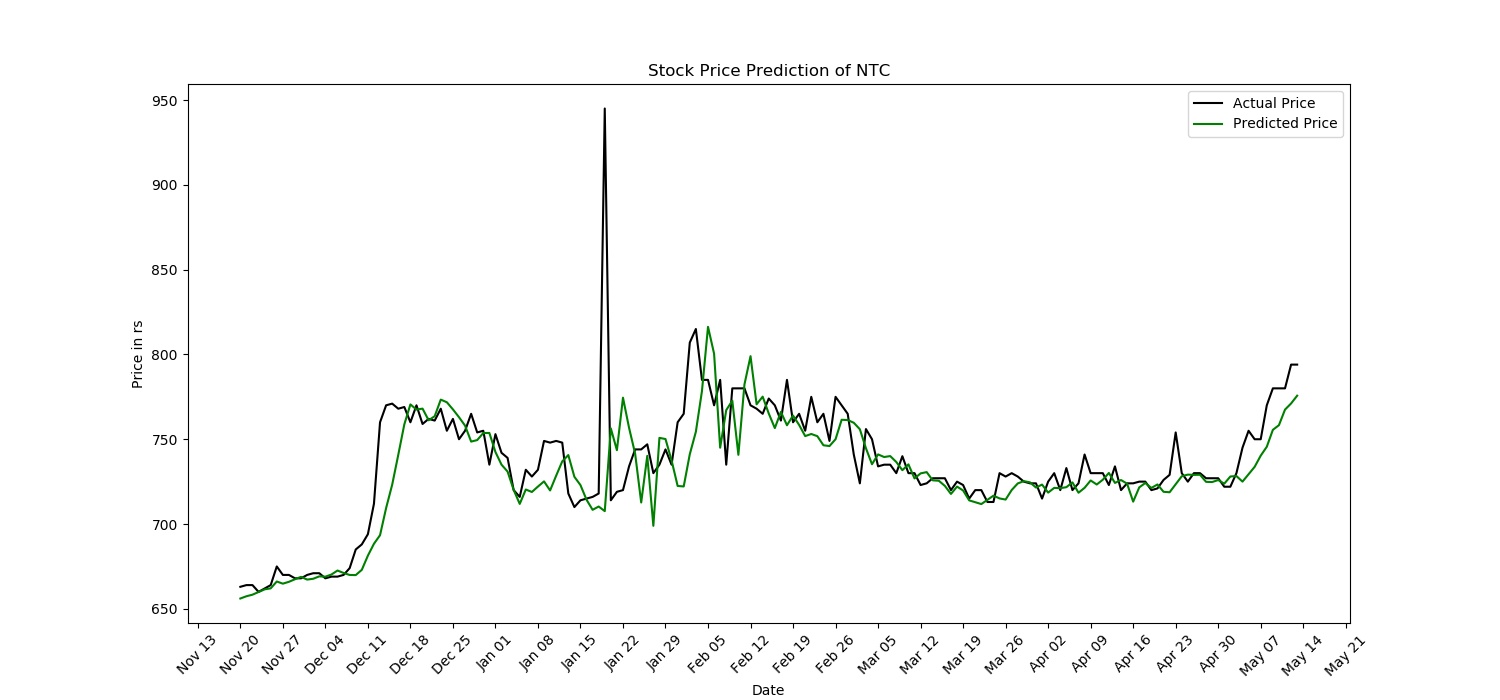 Stock Price Prediction of NTC
Actual Price
Predicted Price
950
900
850
800
750
700
650
Price in rs
Nov 13
Nov 20
Nov 27
Dec 04
Dec 11
Dec 18
Dec 25
Jan 01
Jan 08
Jan 15
Jan 22
Jan 29
Feb 05
Feb 12
Feb 19
Feb 26
Mar 05
Mar 12
Mar 19
Mar 26
Apr 02
Apr 09
Apr 16
Apr 23
Apr 30
May 07
May 14
May 21
Date